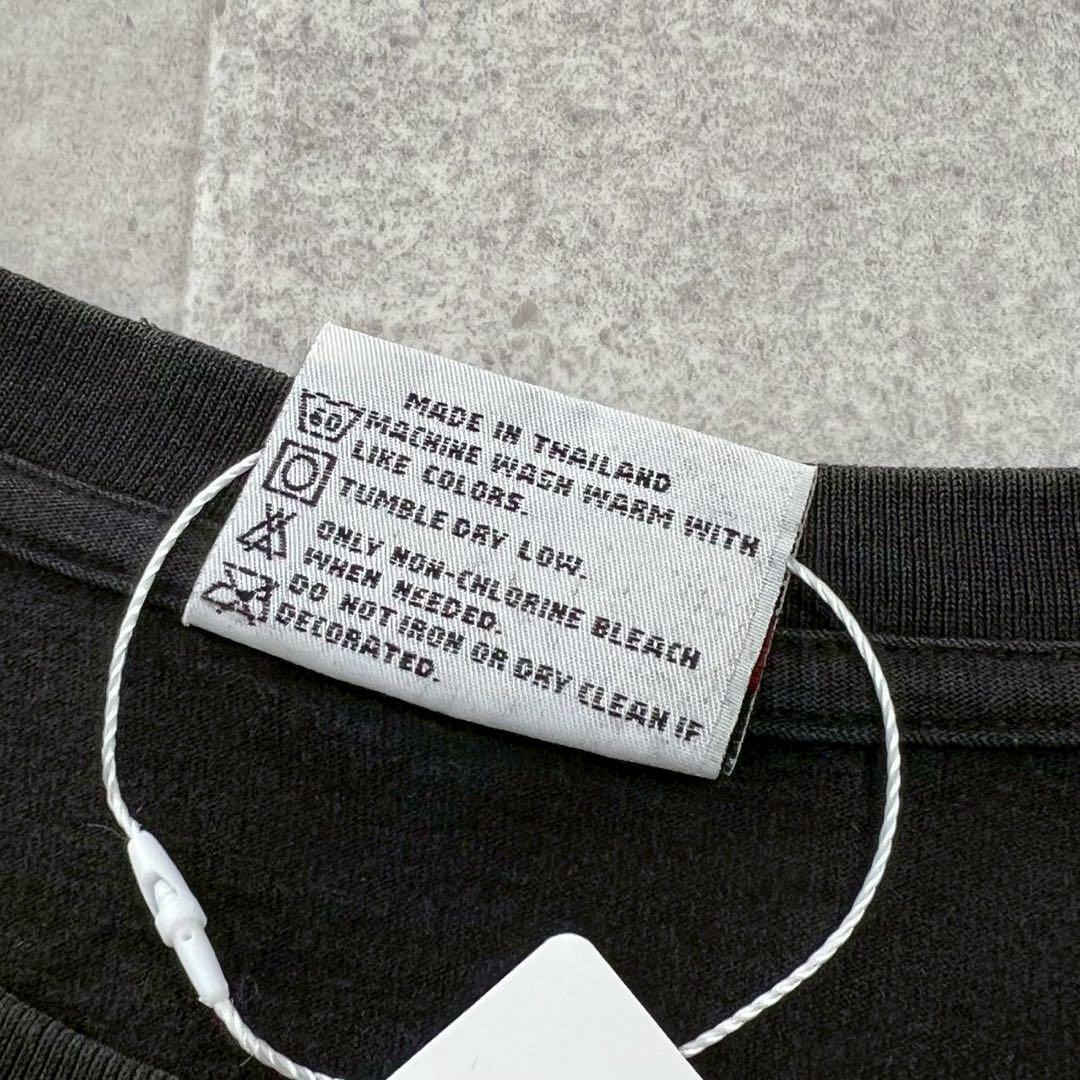 MADE IN THAILAND
60 MACHINE WASH WARM WITH
LIKE COLORS.
TUMBLE DRY LOW.
ONLY NON-CHLORINE BLEACH
WHEN NEEDED.
DO NOT IRON OR DRY CLEAN IF
DECORATED.